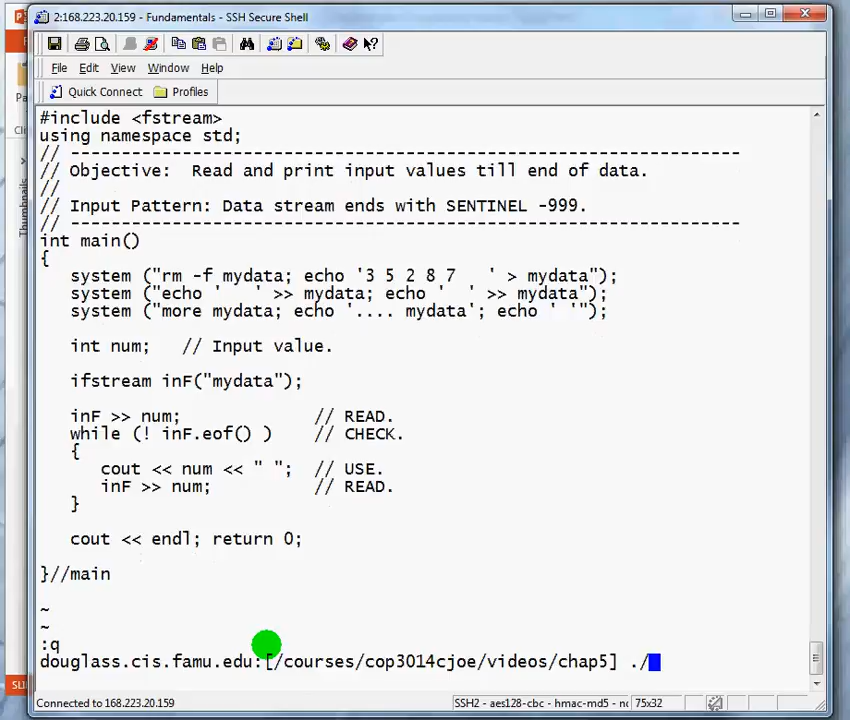 2:168.223.20.159 - Fundamentals - SSH Secure Shell
File Edit View Window Help
Quick Connect Profiles
#include <fstream>
using namespace std;
// ------------------------------------------------------------------
// Objective:  Read and print input values till end of data.
//
// Input Pattern: Data stream ends with SENTINEL -999.
// ------------------------------------------------------------------
int main()
{
   system ("rm -f mydata; echo '3 5 2 8 7   ' > mydata");
   system ("echo '   ' >> mydata; echo '  ' >> mydata");
   system ("more mydata; echo '.... mydata'; echo ' '");
   int num;   // Input value.
   ifstream inF("mydata");
   inF >> num;             // READ.
   while (! inF.eof() )    // CHECK.
   {
      cout << num << " ";  // USE.
      inF >> num;          // READ.
   }
   cout << endl; return 0;
}//main
~
~
:q
douglass.cis.famu.edu:[/courses/cop3014cjoe/videos/chap5] ./
Connected to 168.223.20.159 SSH2 - aes128-cbc - hmac-md5 - nc 75x32